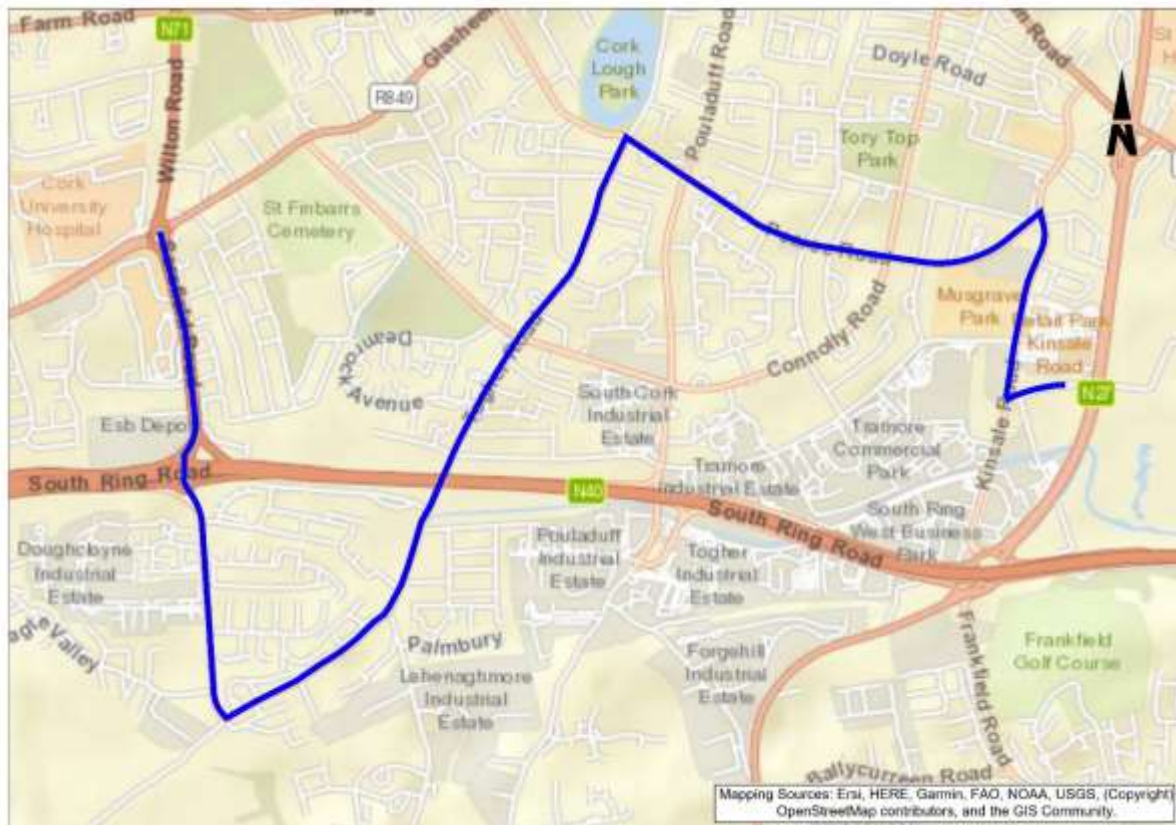 Farm Road
N71
Wilton Road
Glasheen
R849
Cork
Lough
Park
Pouladuff Road
Doyle Road
Road
Tory Top
Park
N
Cork
University
Hospital
St Finbarrs
Cemetery
Musgrave
Park
Retail Park
Kinsale
Road
Connolly Road
Deanrock
Avenue
South Cork
Industrial
Estate
N27
Esb Depo
South Ring Road
N40
Tramore
Industrial Estate
Tramore
Commercial
Park
South Ring Road
South Ring
West Business
Park
Doughcloyne
Industrial
Estate
Pouladuff
Industrial
Estate
Togher
Industrial
Estate
agle Valley
Palmbury
Lehenaghmore
Industrial
Estate
Forgehill
Industrial
Estate
Frankfield Road
Frankfield
Golf Course
Ballycurreen Road
Mapping Sources: Ersi, HERE, Garmin, FAO, NOAA, USGS, (Copyright)
OpenStreetMap contributors, and the GIS Community.